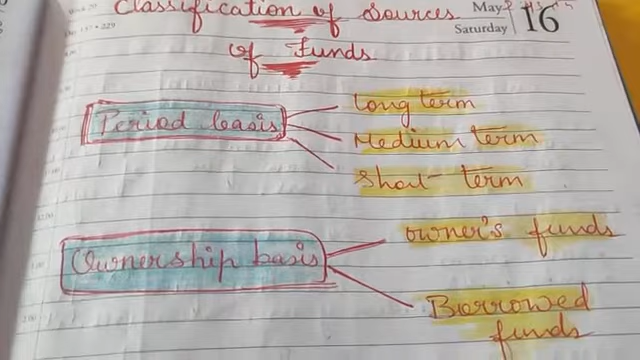 Classification of Sources
of Funds
May
16
Saturday
Period basis
Long term
Medium term
Short term
Ownership basis
owner's funds
Borrowed
funds